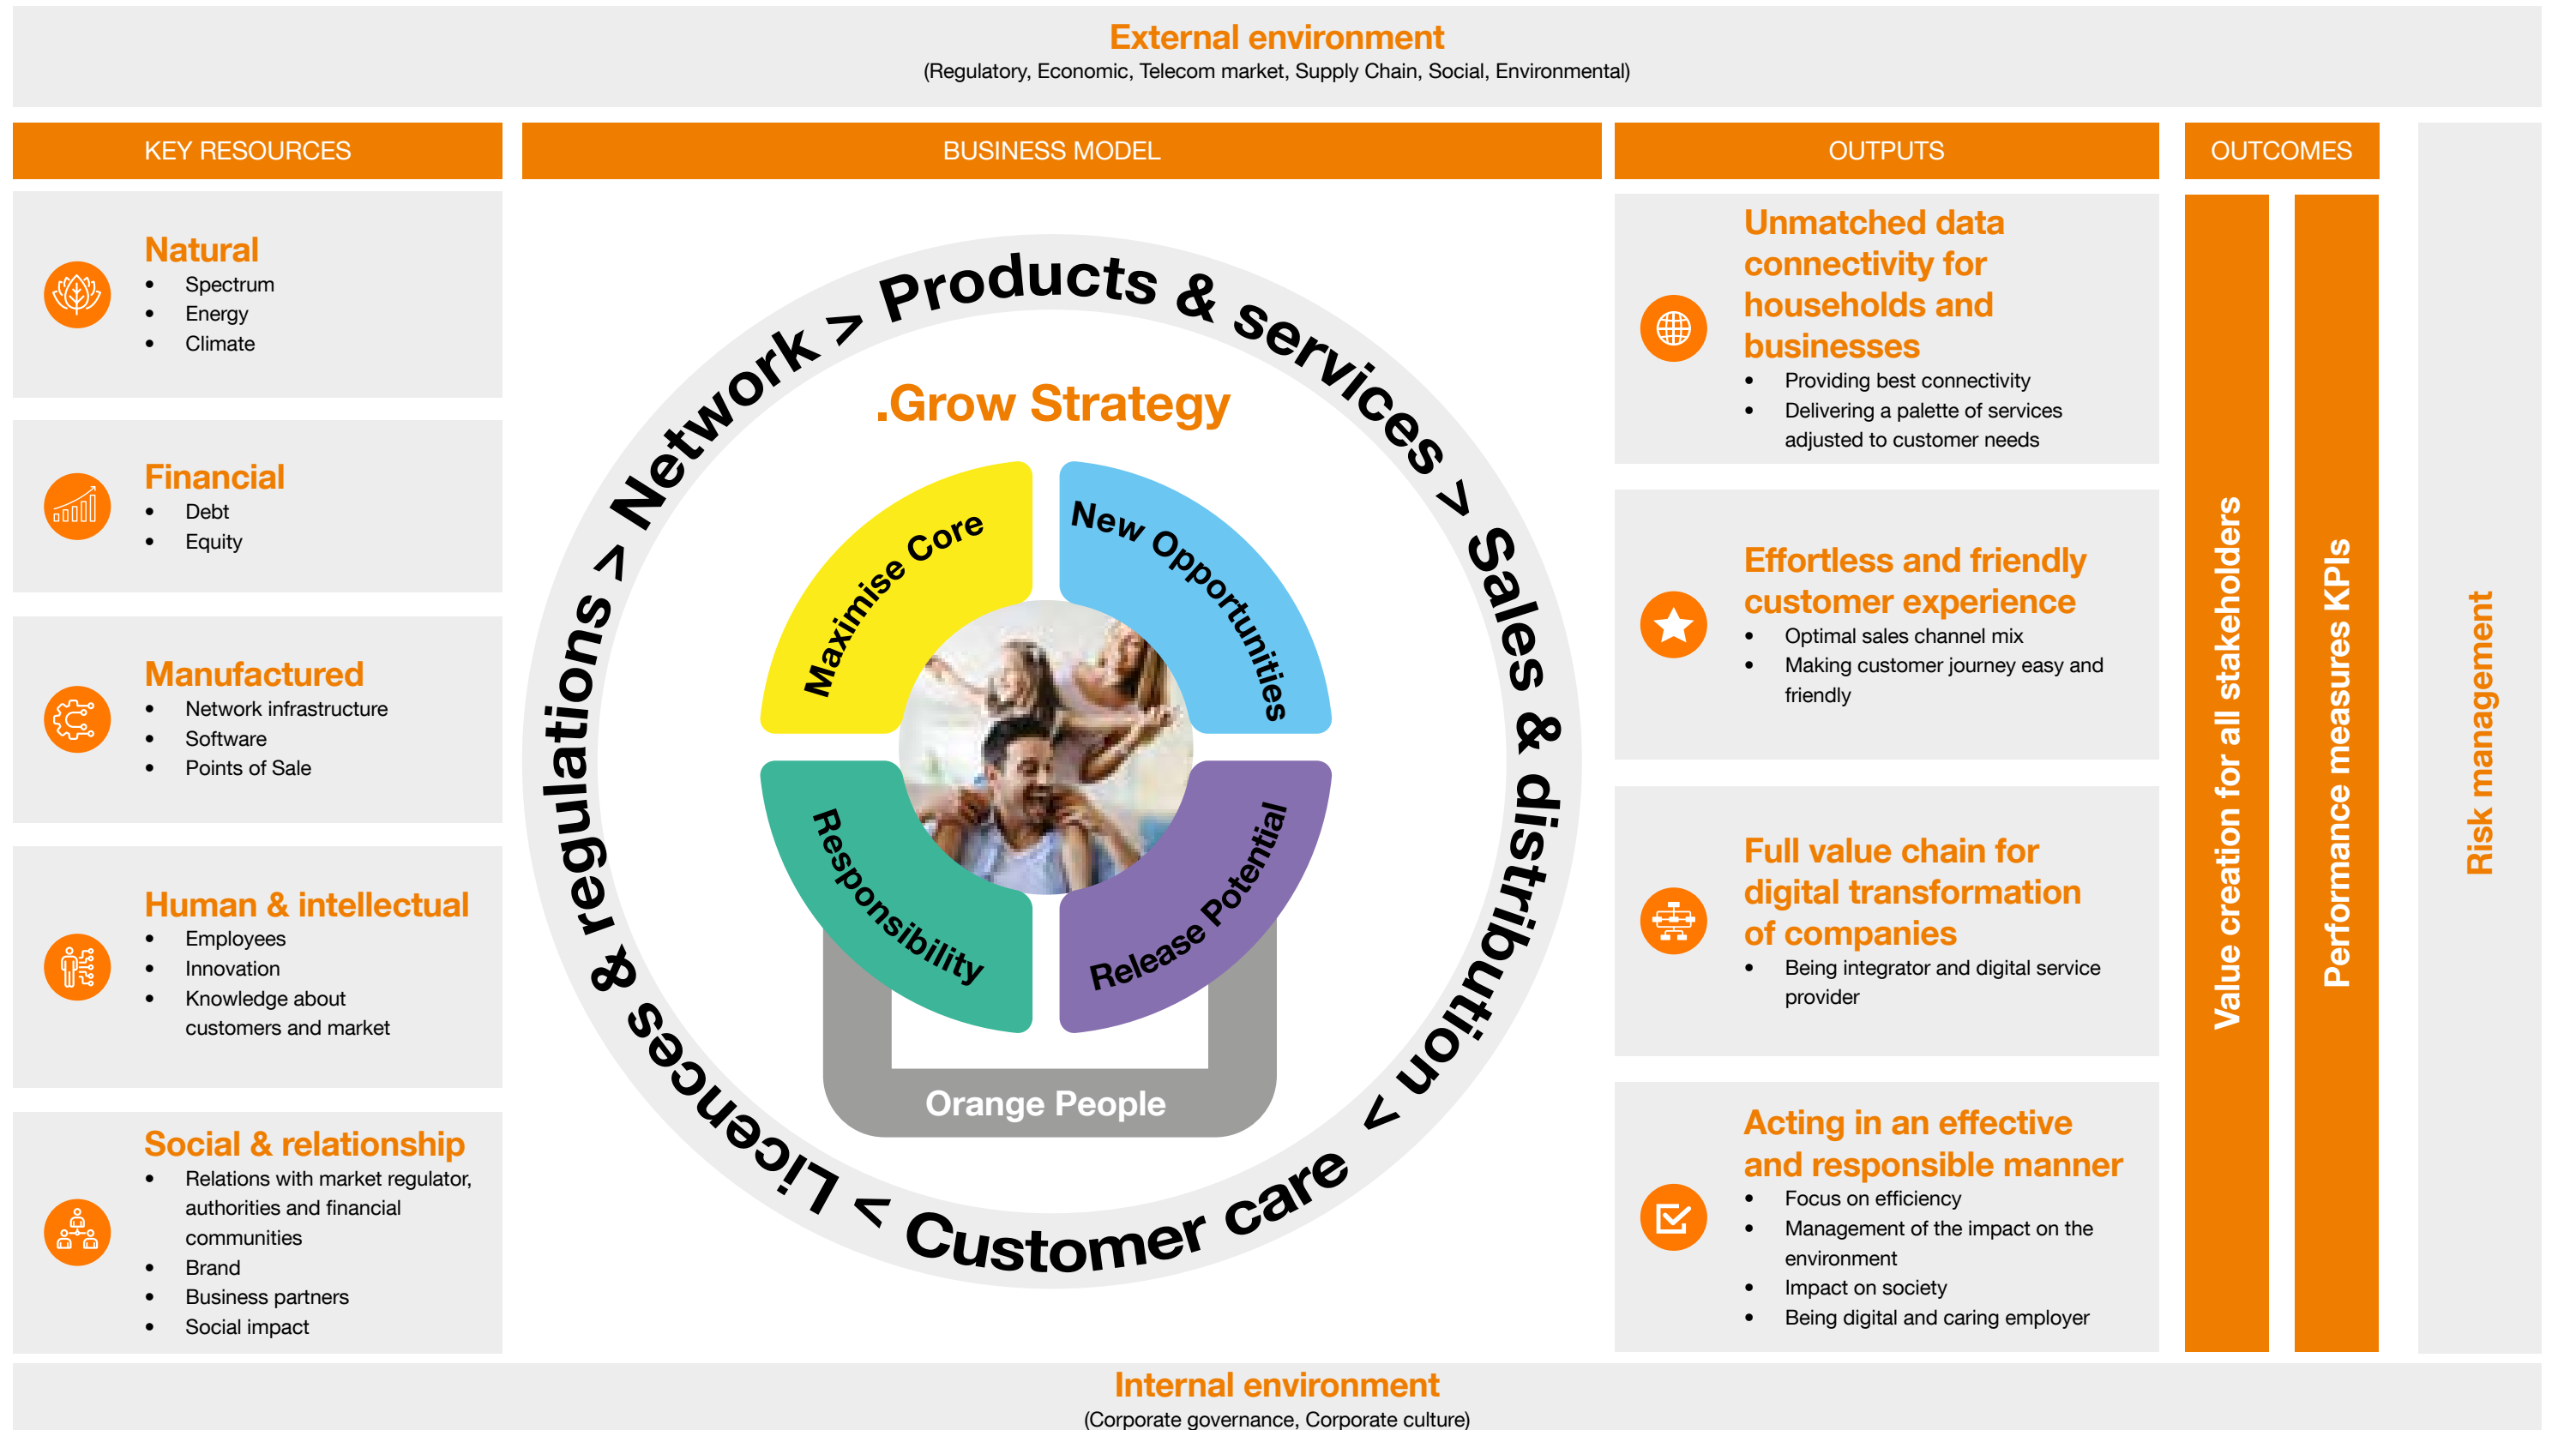 External environment
(Regulatory, Economic, Telecom market, Supply Chain, Social, Environmental)
KEY RESOURCES
Natural
• Spectrum
• Energy
• Climate
Financial
• Debt
• Equity
Manufactured
• Network infrastructure
• Software
• Points of Sale
Human & intellectual
• Employees
• Innovation
• Knowledge about
customers and market
Social & relationship
• Relations with market regulator,
authorities and financial
communities
• Brand
• Business partners
• Social impact
BUSINESS MODEL
Licences & regulations > Network > Products & services > Sales & distribution > Customer care >
.Grow Strategy
Maximise Core
New Opportunities
Responsibility
Release Potential
Orange People
OUTPUTS
Unmatched data
connectivity for
households and
businesses
• Providing best connectivity
• Delivering a palette of services
adjusted to customer needs
Effortless and friendly
customer experience
• Optimal sales channel mix
• Making customer journey easy and
friendly
Full value chain for
digital transformation
of companies
• Being integrator and digital service
provider
Acting in an effective
and responsible manner
• Focus on efficiency
• Management of the impact on the
environment
• Impact on society
• Being digital and caring employer
OUTCOMES
Value creation for all stakeholders
Performance measures KPIs
Risk management
Internal environment
(Corporate governance, Corporate culture)